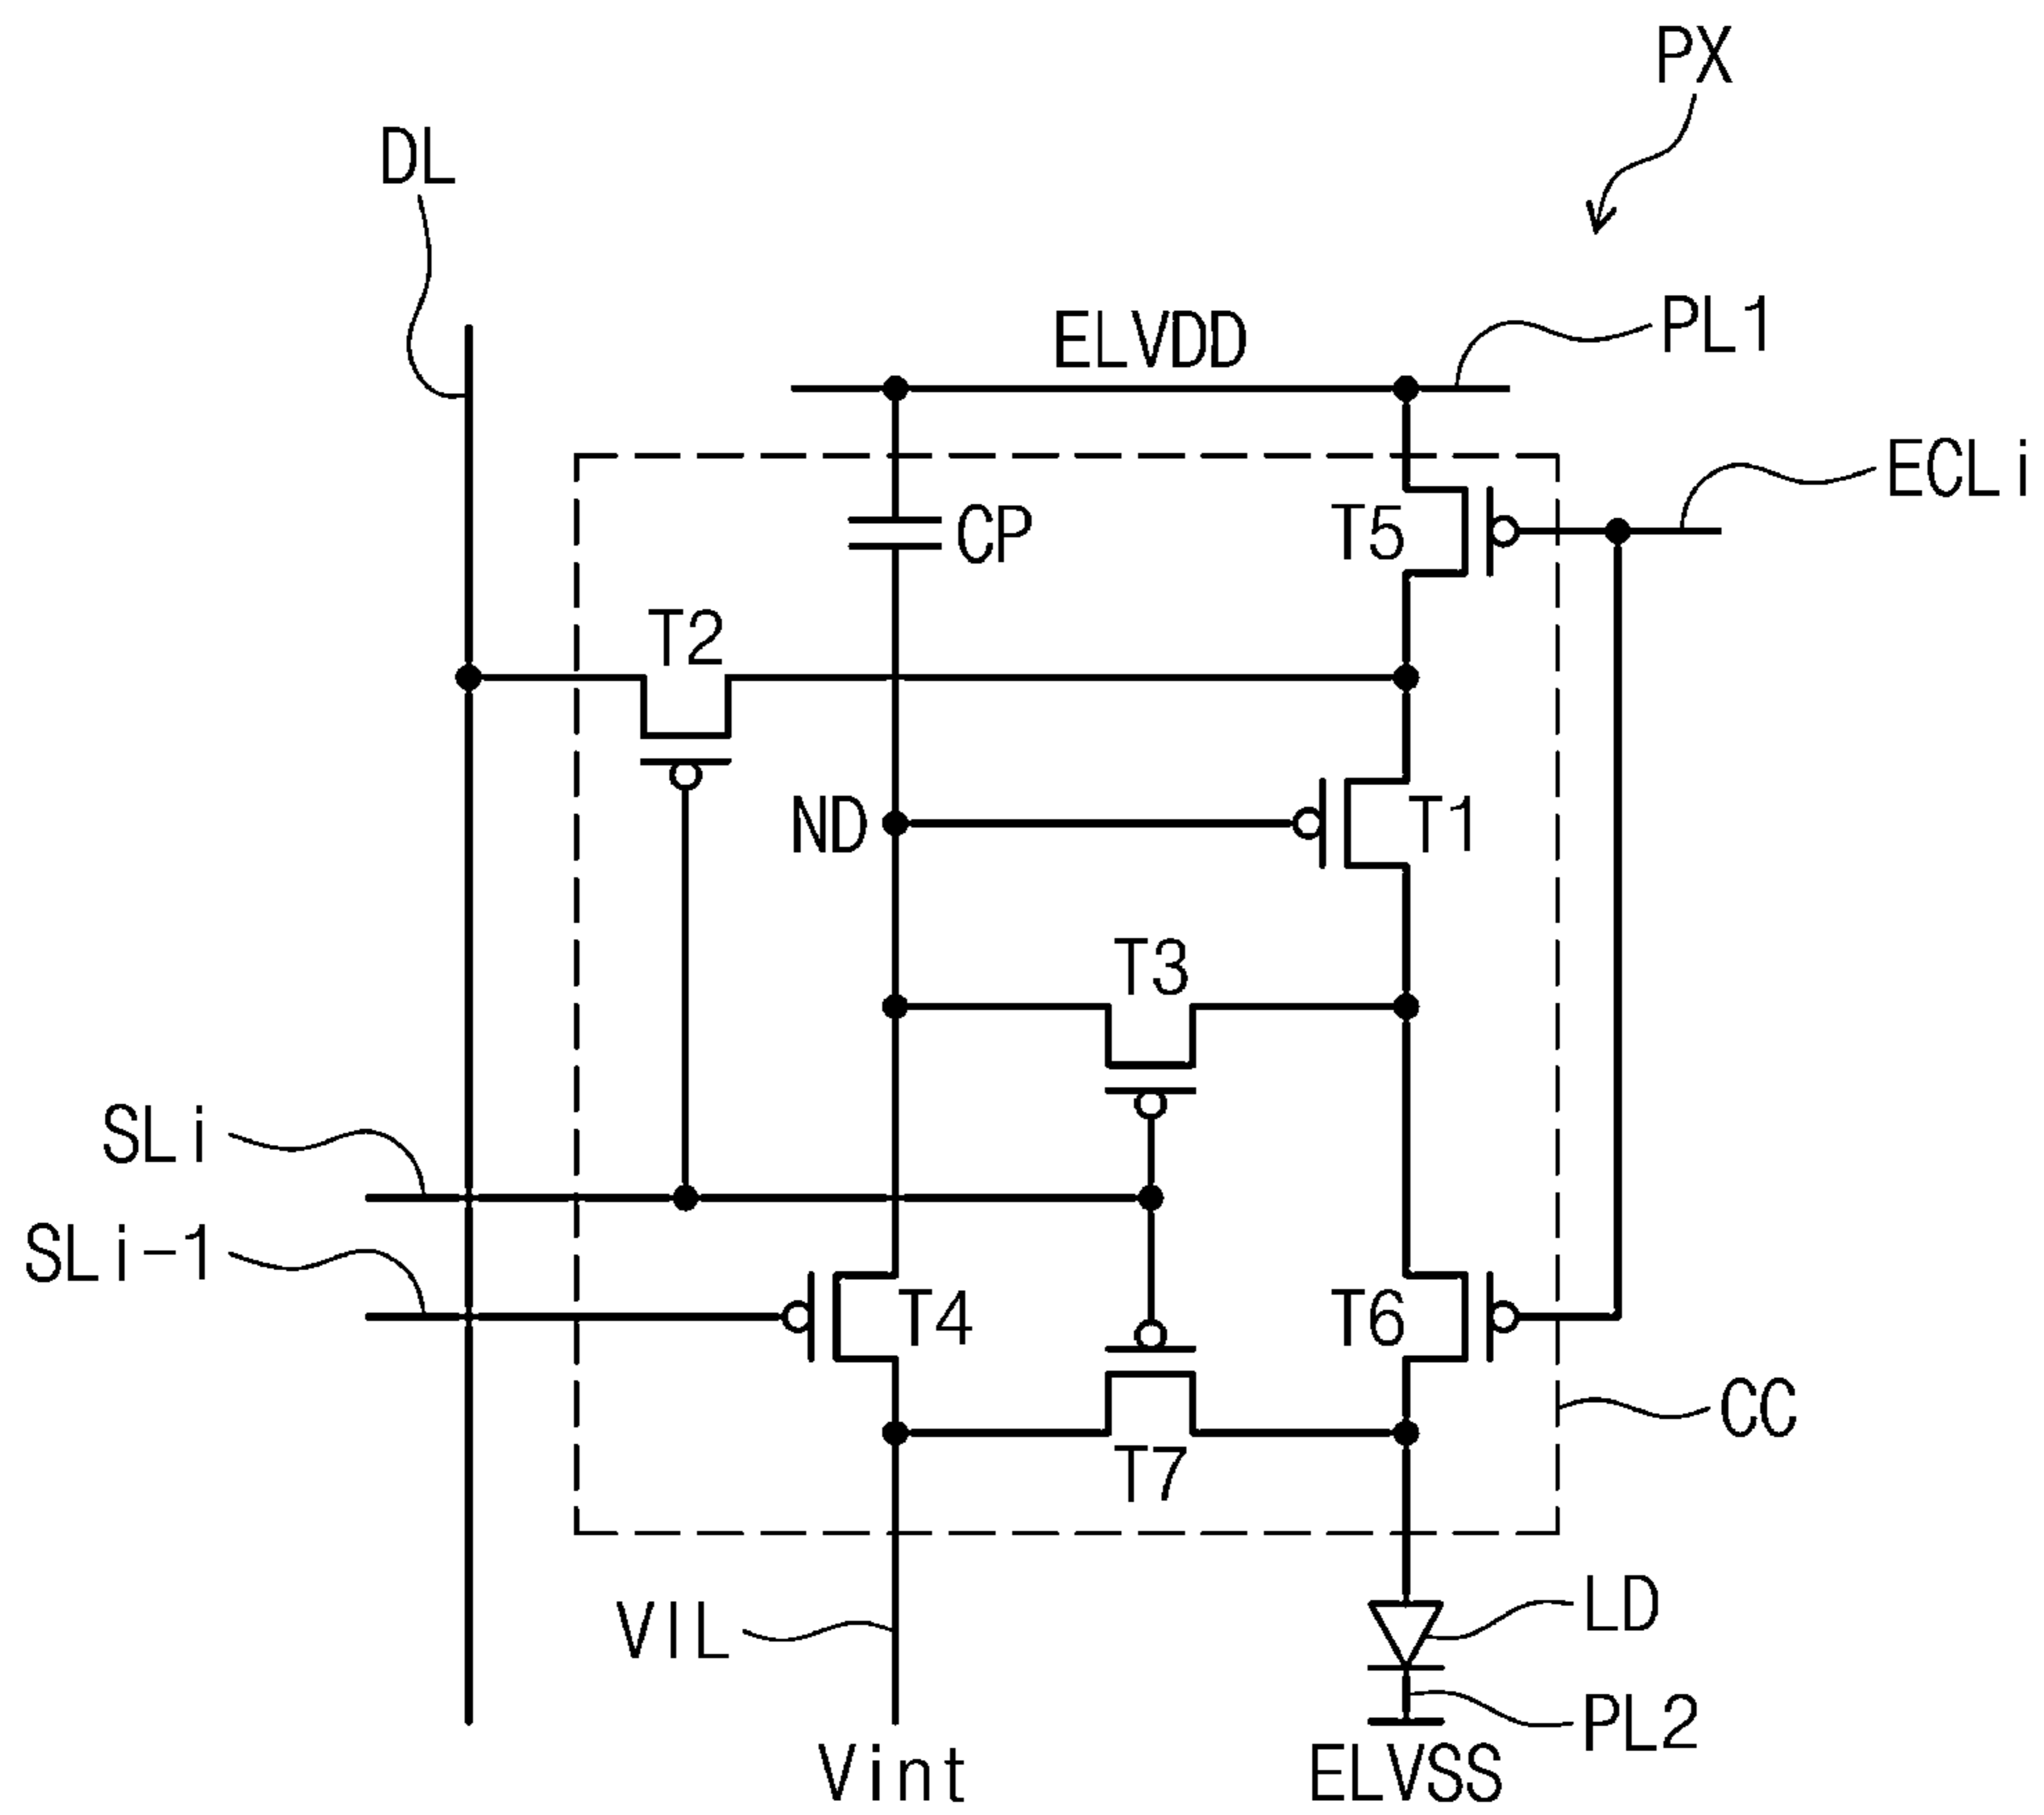 PX
DL
ELVDD
PL1
ECLi
CP
T5
T2
ND
T1
T3
SLi
SLi-1
T4
T6
CC
T7
VIL
LD
PL2
Vint
ELVSS